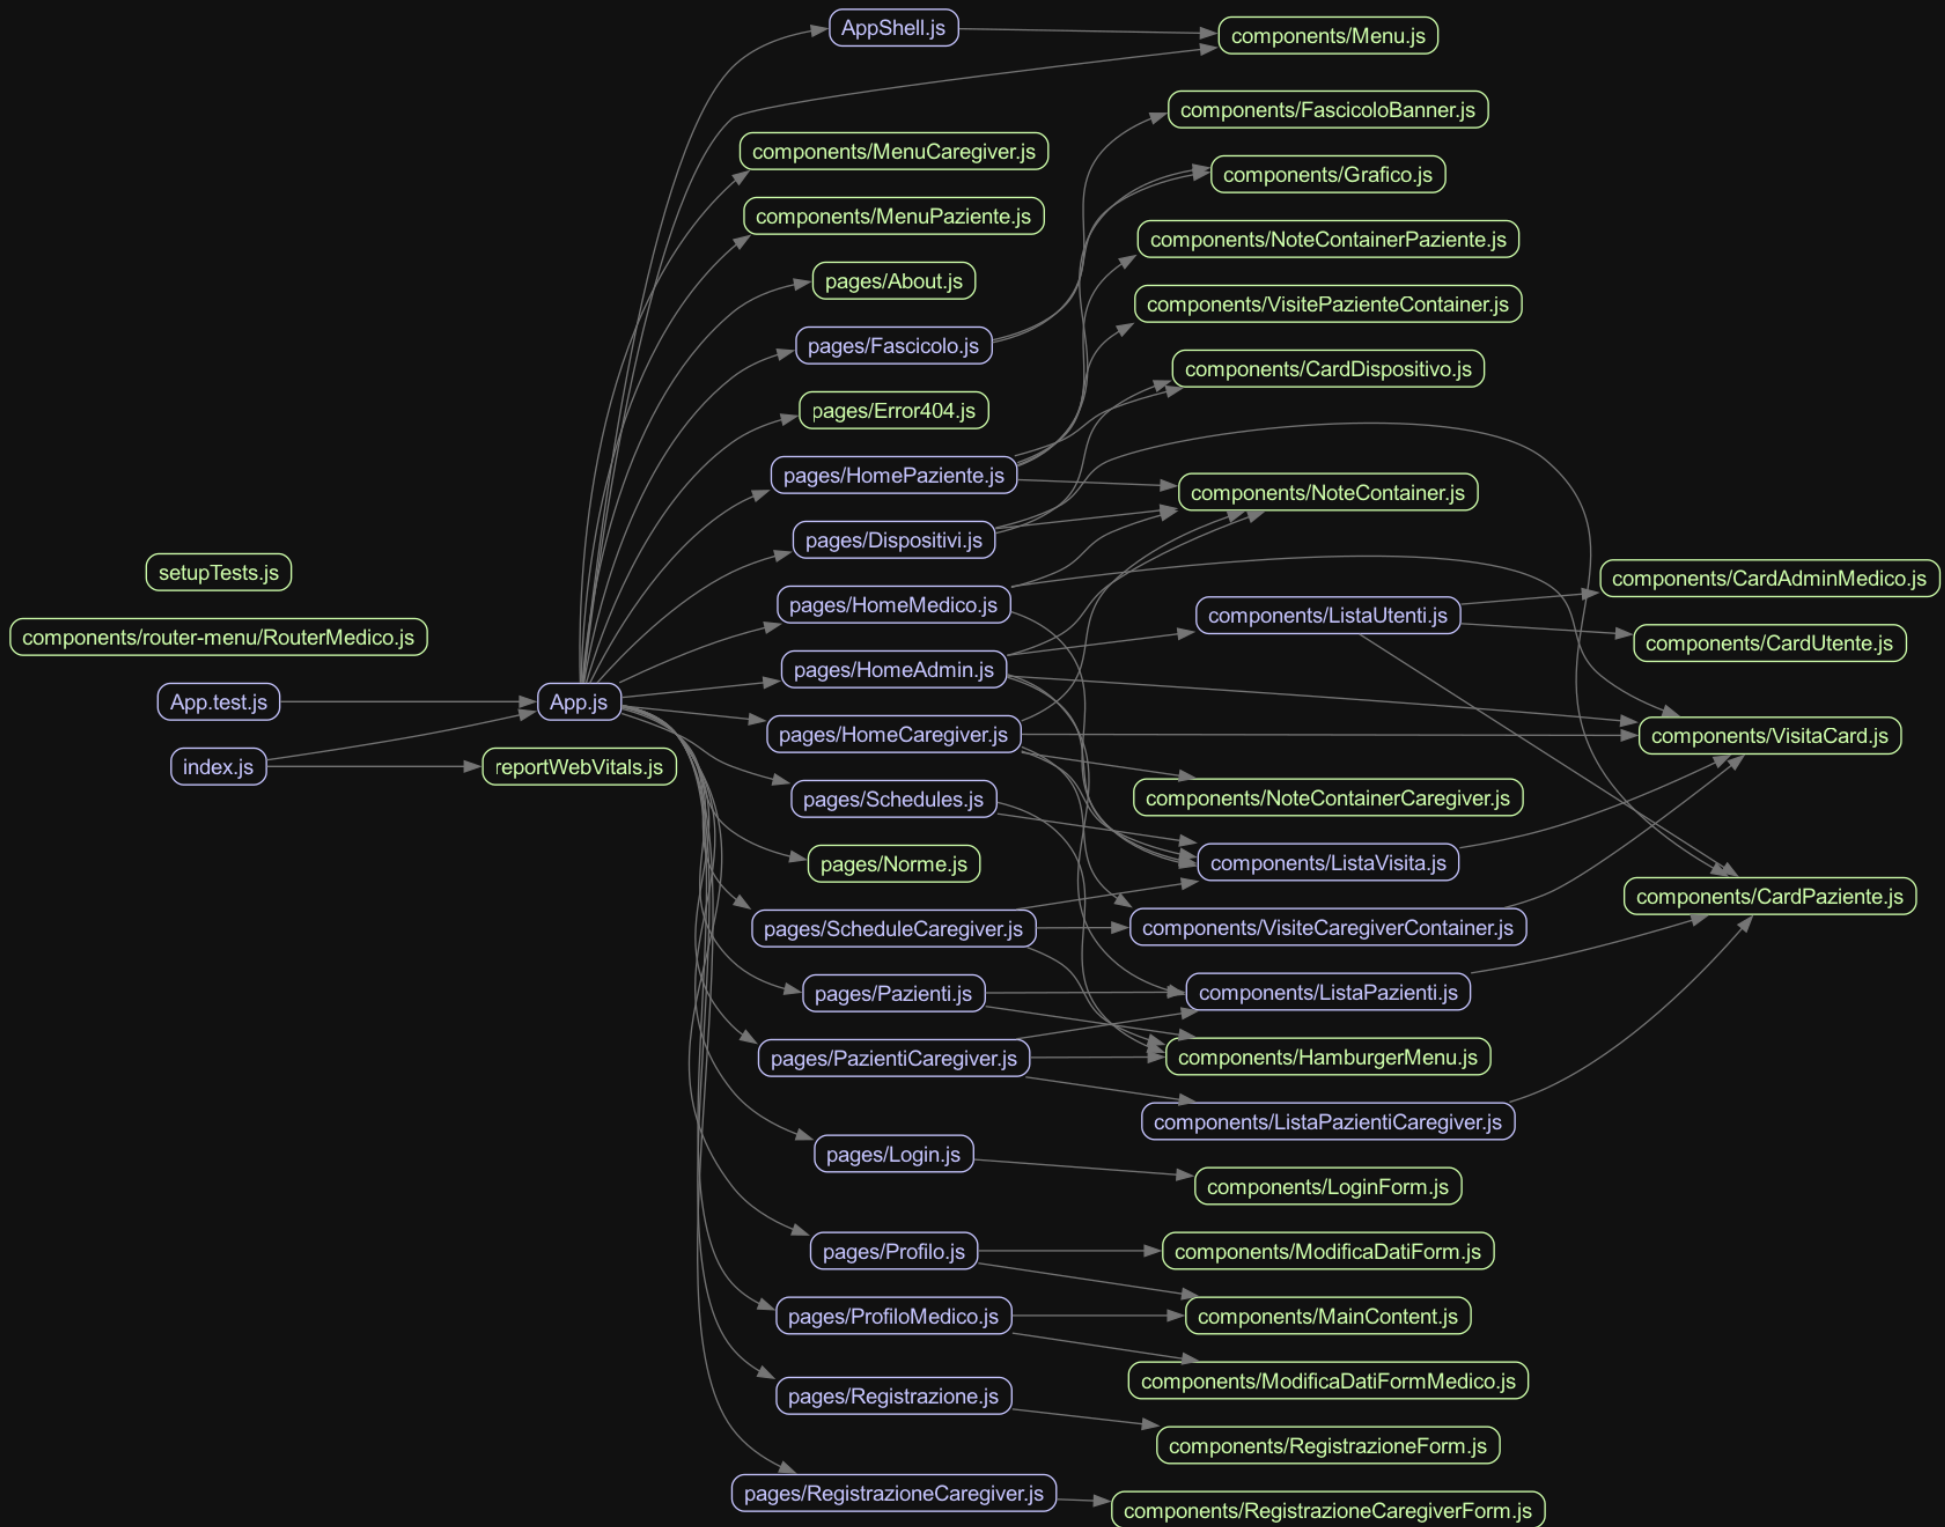 AppShell.js
components/Menu.js
components/FascicoloBanner.js
components/MenuCaregiver.js
components/Grafico.js
components/MenuPaziente.js
components/NoteContainerPaziente.js
pages/About.js
components/VisitePazienteContainer.js
pages/Fascicolo.js
components/CardDispositivo.js
pages/Error404.js
pages/HomePaziente.js
components/NoteContainer.js
pages/Dispositivi.js
setupTests.js
components/CardAdminMedico.js
pages/HomeMedico.js
components/ListaUtenti.js
components/router-menu/RouterMedico.js
components/CardUtente.js
pages/HomeAdmin.js
App.test.js
App.js
pages/HomeCaregiver.js
components/VisitaCard.js
index.js
reportWebVitals.js
pages/Schedules.js
components/NoteContainerCaregiver.js
pages/Norme.js
components/ListaVisita.js
components/CardPaziente.js
pages/ScheduleCaregiver.js
components/VisiteCaregiverContainer.js
pages/Pazienti.js
components/ListaPazienti.js
pages/PazientiCaregiver.js
components/HamburgerMenu.js
components/ListaPazientiCaregiver.js
pages/Login.js
components/LoginForm.js
pages/Profilo.js
components/ModificaDatiForm.js
pages/ProfiloMedico.js
components/MainContent.js
components/ModificaDatiFormMedico.js
pages/Registrazione.js
components/RegistrazioneForm.js
pages/RegistrazioneCaregiver.js
components/RegistrazioneCaregiverForm.js